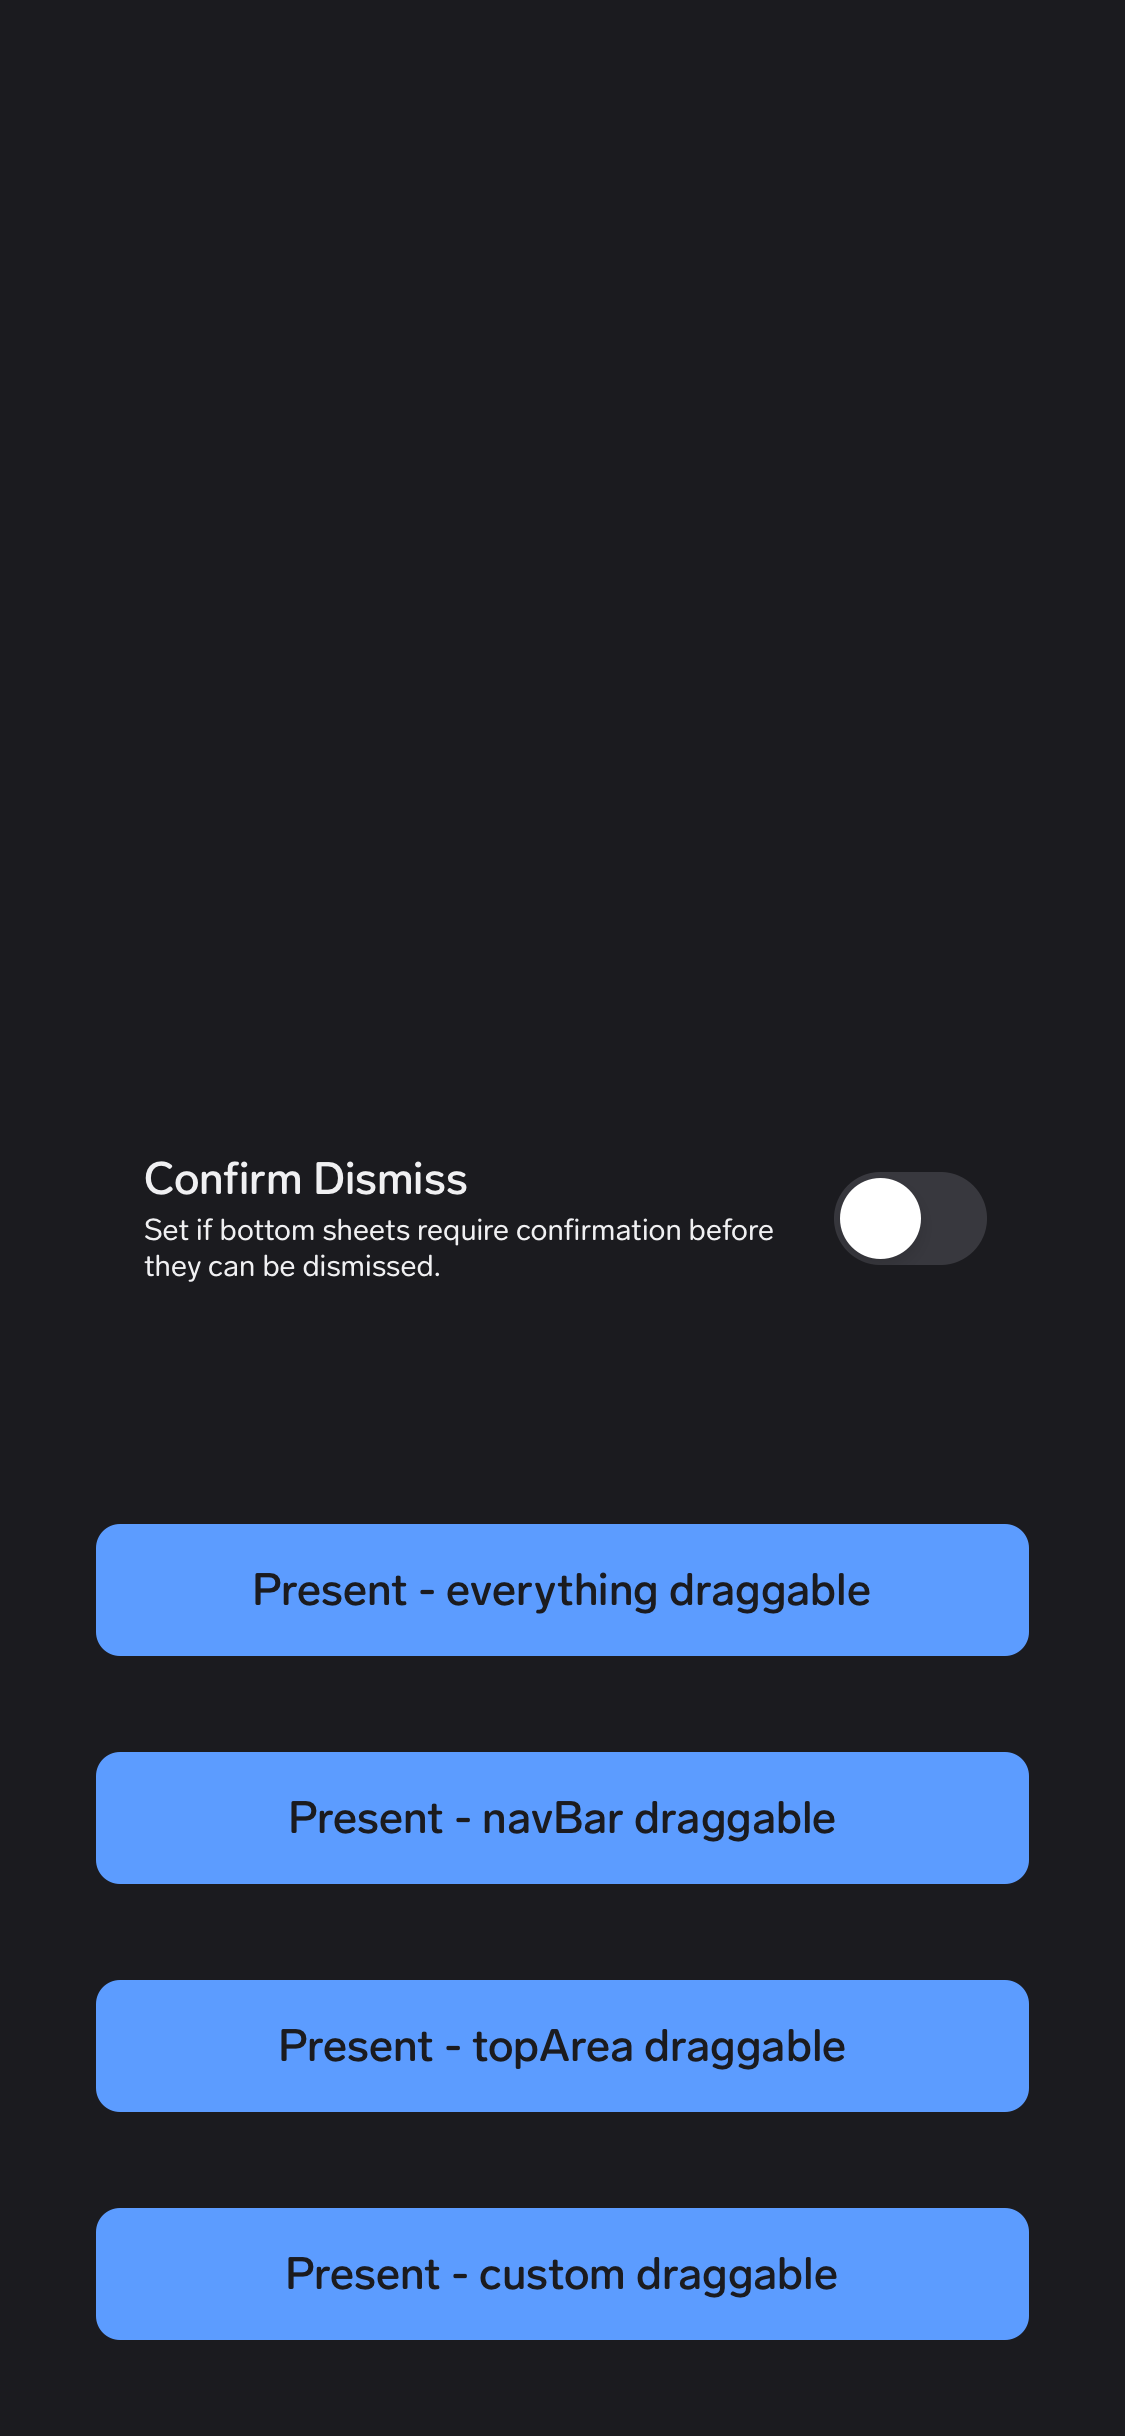 Confirm Dismiss
Set if bottom sheets require confirmation before
they can be dismissed.
Present - everything draggable
Present - navBar draggable
Present - topArea draggable
Present - custom draggable